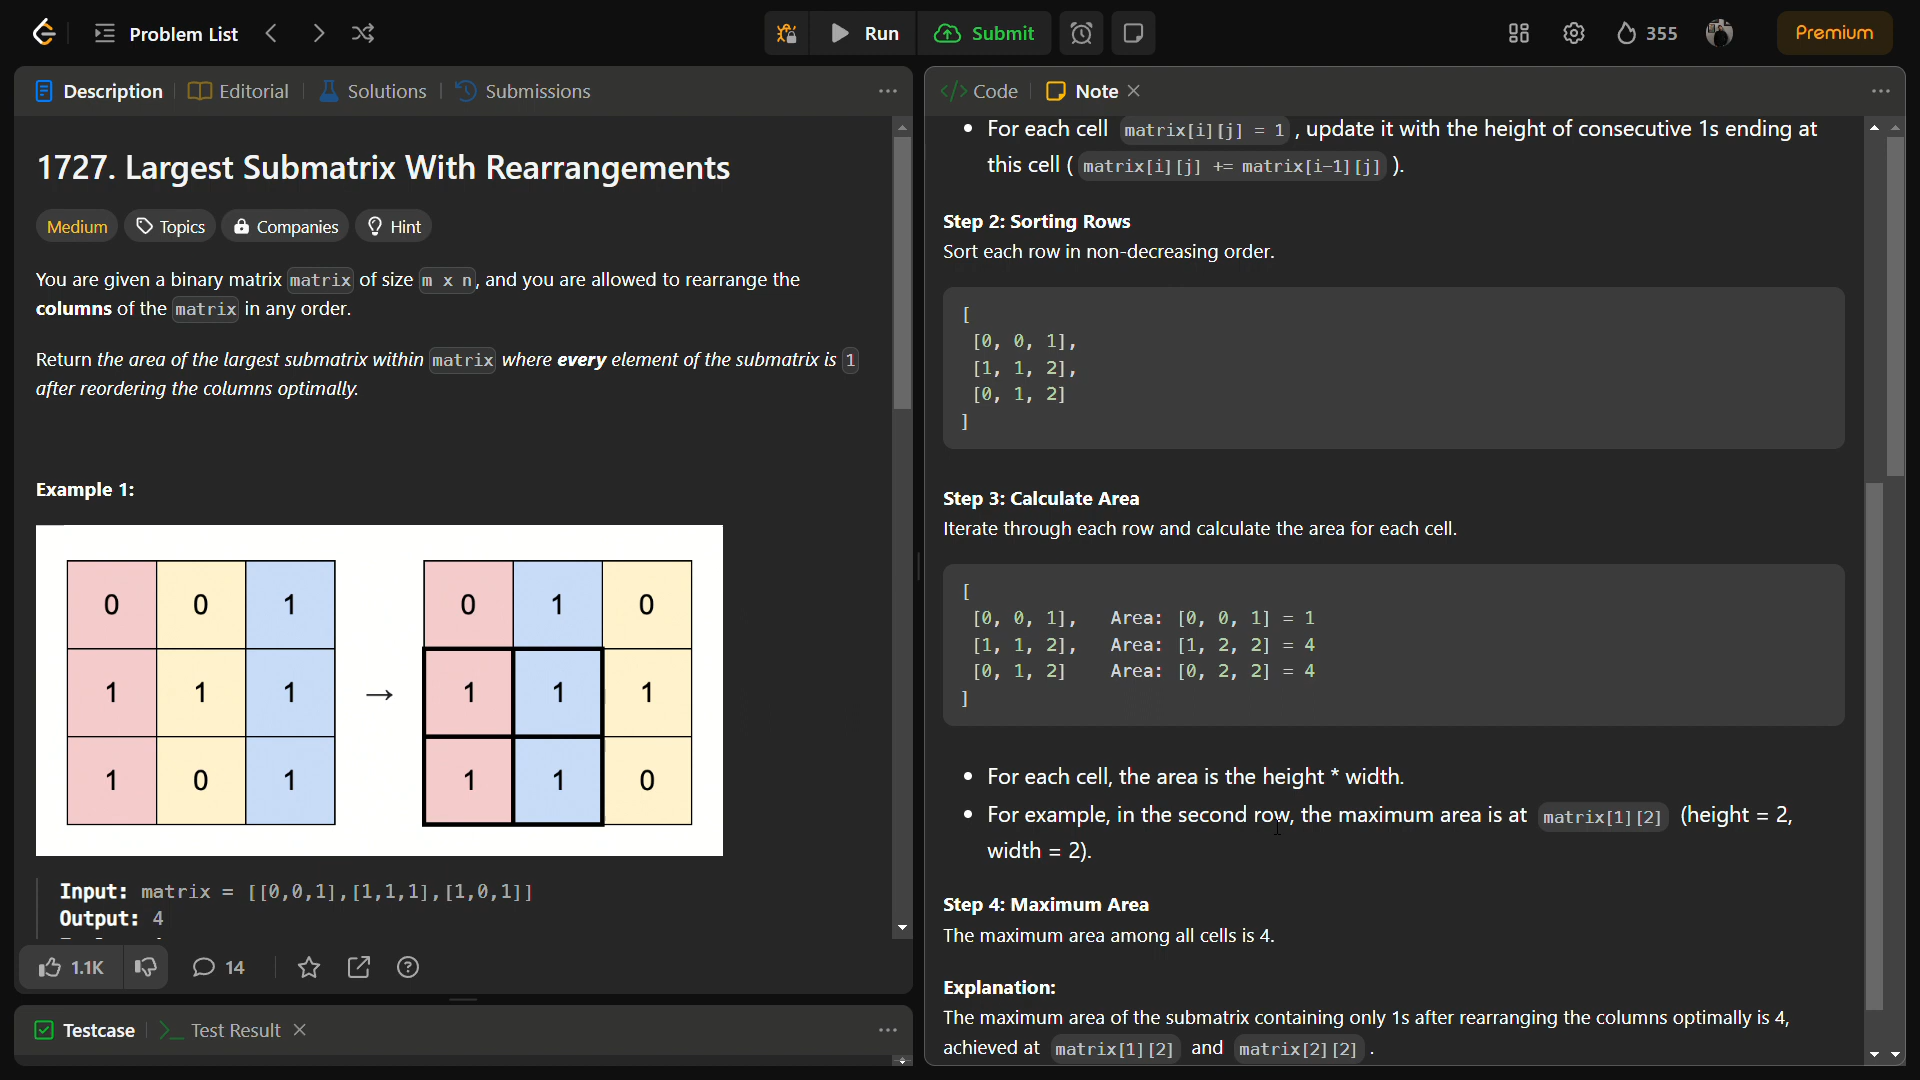 Problem List
Run
Submit
355
Premium
Description
Editorial
Solutions
Submissions
1727. Largest Submatrix With Rearrangements
Medium
Topics
Companies
Hint
You are given a binary matrix matrix of size m x n, and you are allowed to rearrange the
columns of the matrix in any order.
Return the area of the largest submatrix within matrix where every element of the submatrix is 1
after reordering the columns optimally.
Example 1:
0 0 1 0 1 0
1 1 1 → 1 1 1
1 0 1 1 1 0
Input: matrix = [[0,0,1],[1,1,1],[1,0,1]]
Output: 4
1.1K
14
Testcase
Test Result
</> Code
Note
• For each cell matrix[i][j] = 1 , update it with the height of consecutive 1s ending at
this cell ( matrix[i][j] += matrix[i-1][j] ).
Step 2: Sorting Rows
Sort each row in non-decreasing order.
[
[0, 0, 1],
[1, 1, 2],
[0, 1, 2]
]
Step 3: Calculate Area
Iterate through each row and calculate the area for each cell.
[
[0, 0, 1], Area: [0, 0, 1] = 1
[1, 1, 2], Area: [1, 2, 2] = 4
[0, 1, 2] Area: [0, 2, 2] = 4
]
• For each cell, the area is the height * width.
• For example, in the second row, the maximum area is at matrix[1][2] (height = 2,
width = 2).
Step 4: Maximum Area
The maximum area among all cells is 4.
Explanation:
The maximum area of the submatrix containing only 1s after rearranging the columns optimally is 4,
achieved at matrix[1][2] and matrix[2][2] .